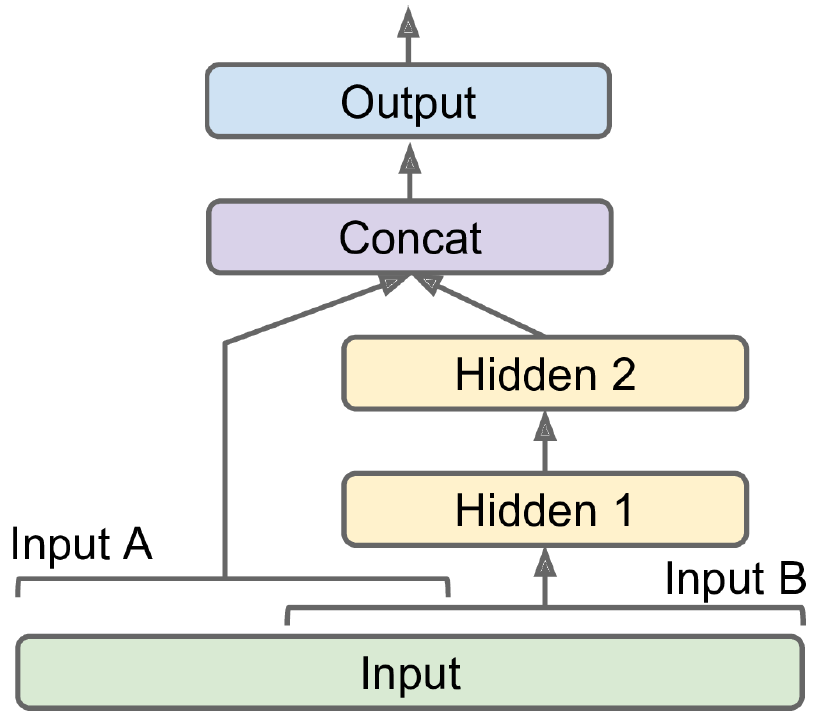 Output
Concat
Hidden 2
Hidden 1
Input A
Input B
Input